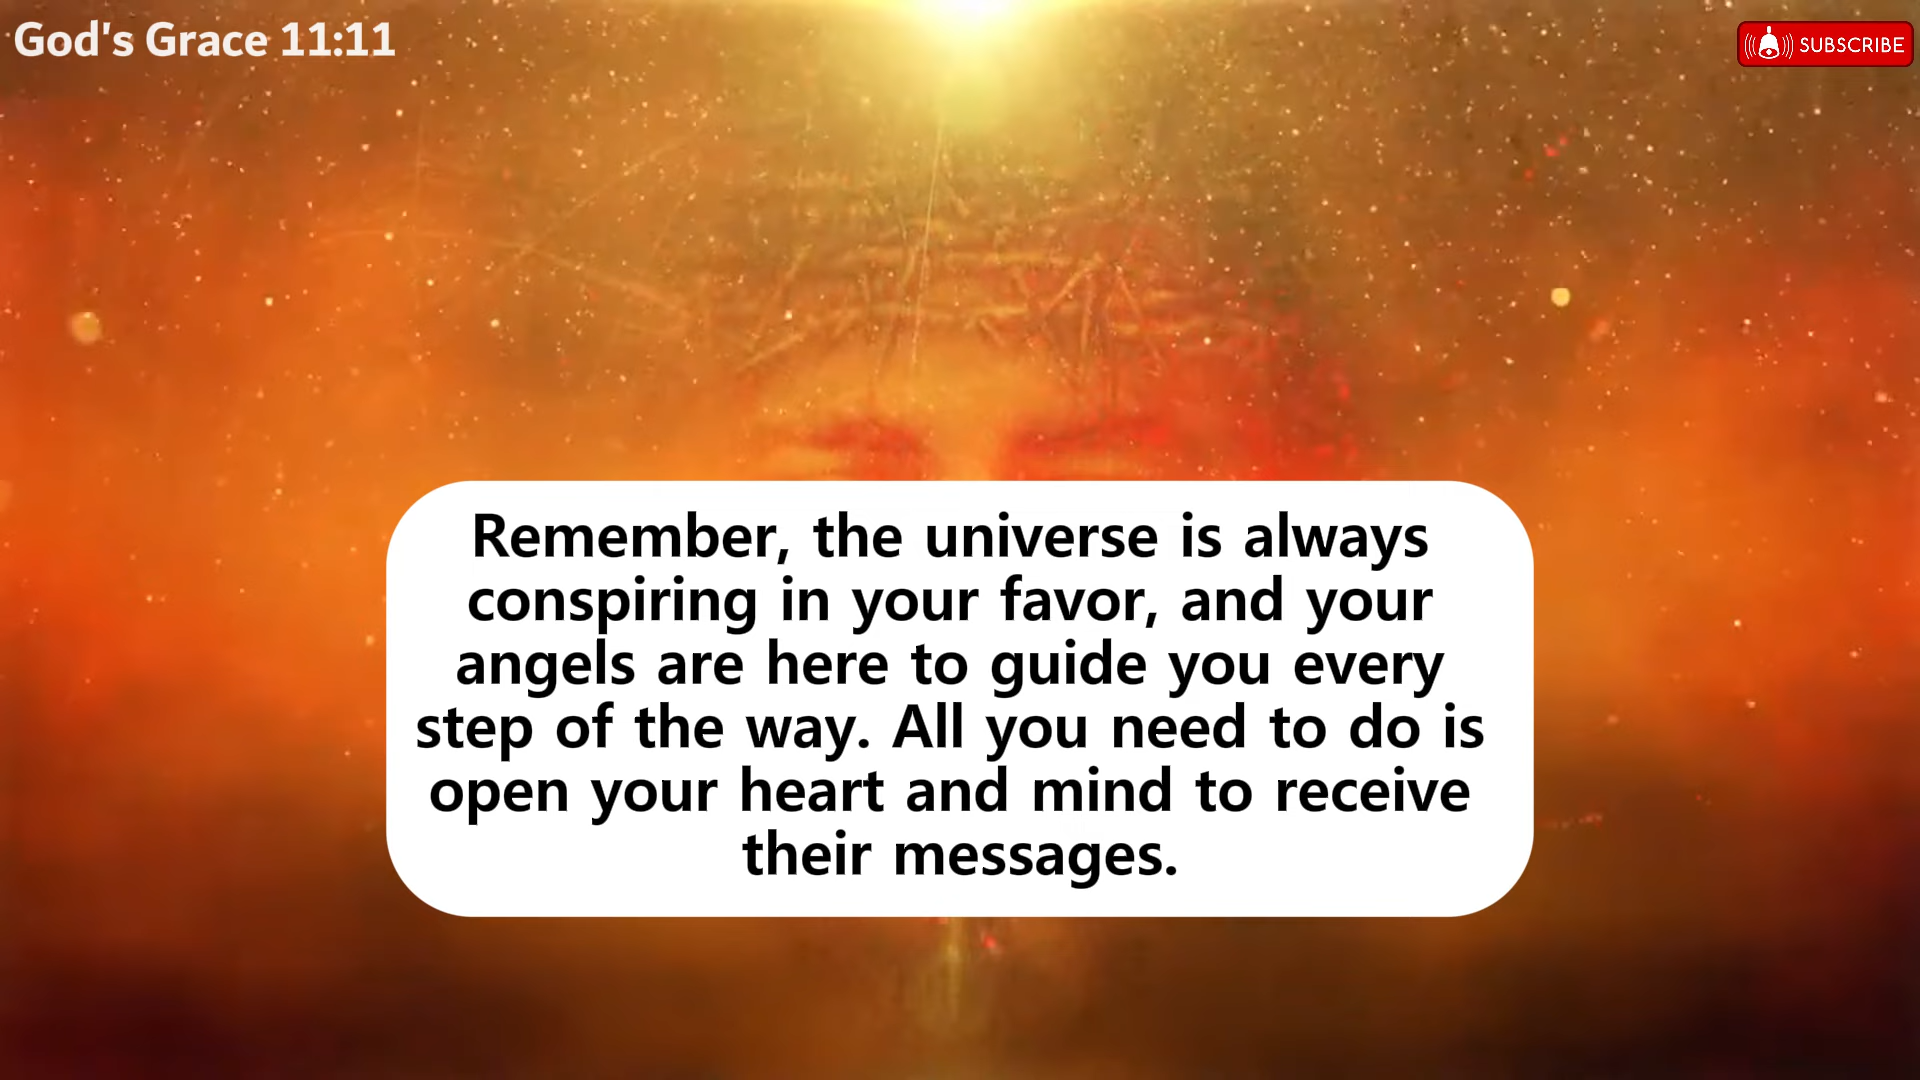 God's Grace 11:11
SUBSCRIBE
Remember, the universe is always
conspiring in your favor, and your
angels are here to guide you every
step of the way. All you need to do is
open your heart and mind to receive
their messages.